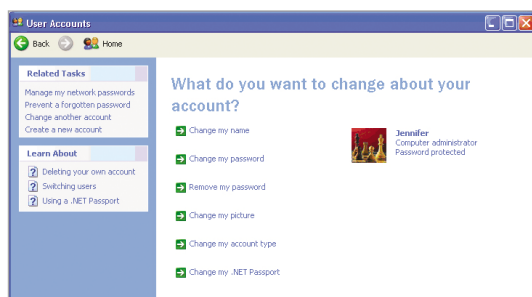 User Accounts
Back Home
Related Tasks
Manage my network passwords
Prevent a forgotten password
Change another account
Create a new account
Learn About
Deleting your own account
Switching users
Using a .NET Passport
What do you want to change about your
account?
Change my name
Change my password
Remove my password
Change my picture
Change my account type
Change my .NET Passport
Jennifer
Computer administrator
Password protected